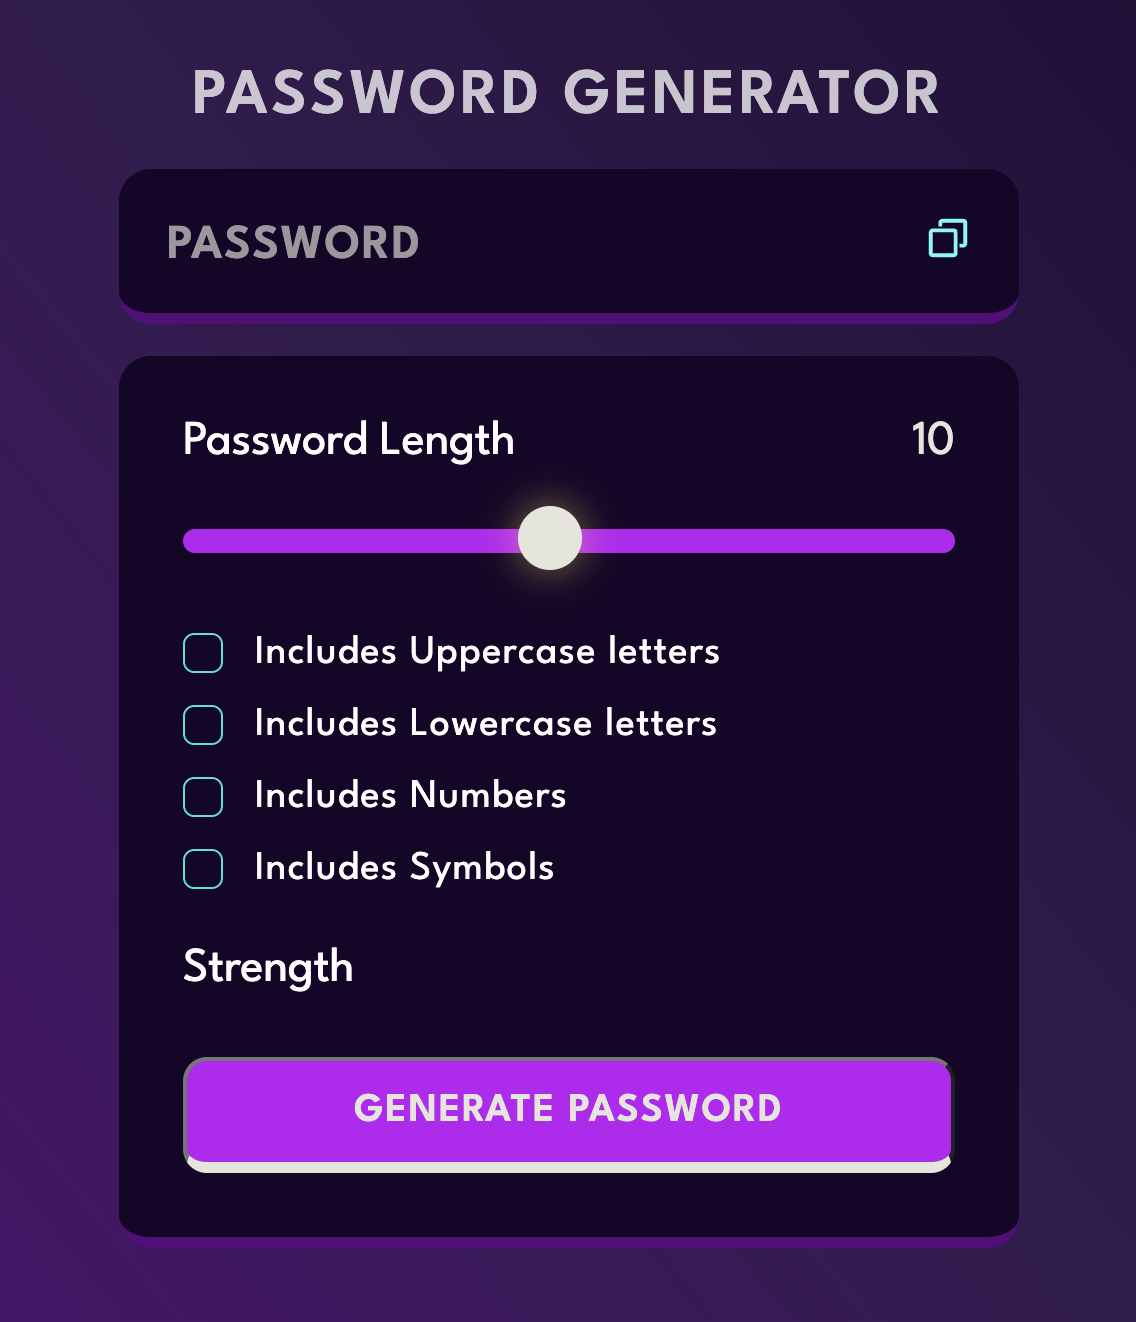 PASSWORD GENERATOR
PASSWORD
Password Length 10
Includes Uppercase letters
Includes Lowercase letters
Includes Numbers
Includes Symbols
Strength
GENERATE PASSWORD